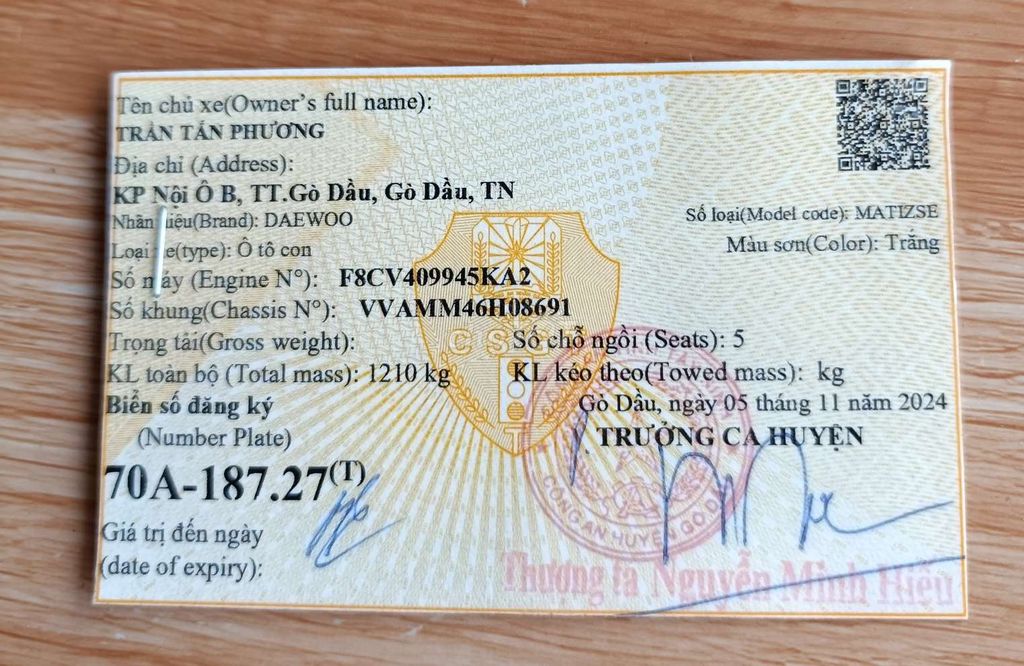 Tên chủ xe(Owner's full name):
TRẦN TẤN PHƯƠNG
Địa chỉ (Address):
KP Nội Ô B, TT.Gò Dầu, Gò Dầu, TN
Nhãn hiệu(Brand): DAEWOO
Số loại(Model code): MATIZSE
Loại xe(type): Ô tô con
Màu sơn(Color): Trắng
Số máy (Engine N°): F8CV409945KA2
Số khung(Chassis N°): VVAMM46H08691
Trọng tải(Gross weight):
Số chỗ ngồi (Seats): 5
KL toàn bộ (Total mass): 1210 kg
KL kéo theo(Towed mass): kg
Biển số đăng ký
Gò Dầu, ngày 05 tháng 11 năm 2024
(Number Plate)
TRƯỞNG CA HUYỆN
70A-187.27(T)
Giá trị đến ngày
(date of expiry):
CÔNG AN HUYỆN GÒ DẦU
Thượng tá Nguyễn Minh Hiếu